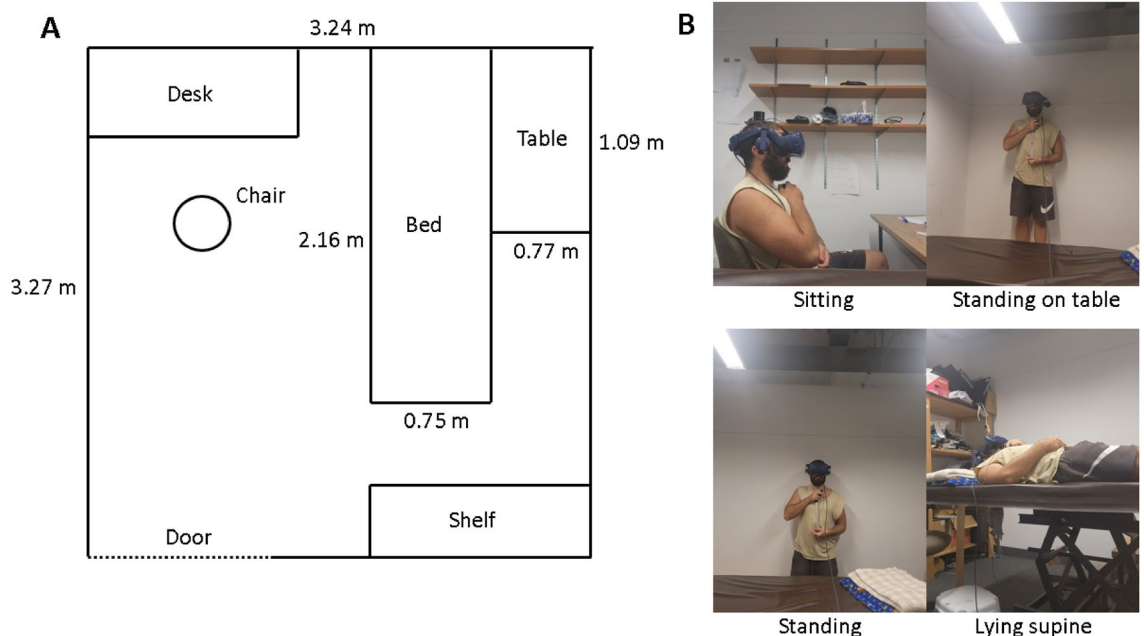 A
3.24 m
Desk
Table
1.09 m
Chair
Bed
2.16 m
0.77 m
3.27 m
0.75 m
Shelf
Door
B
Sitting
Standing on table
Standing
Lying supine